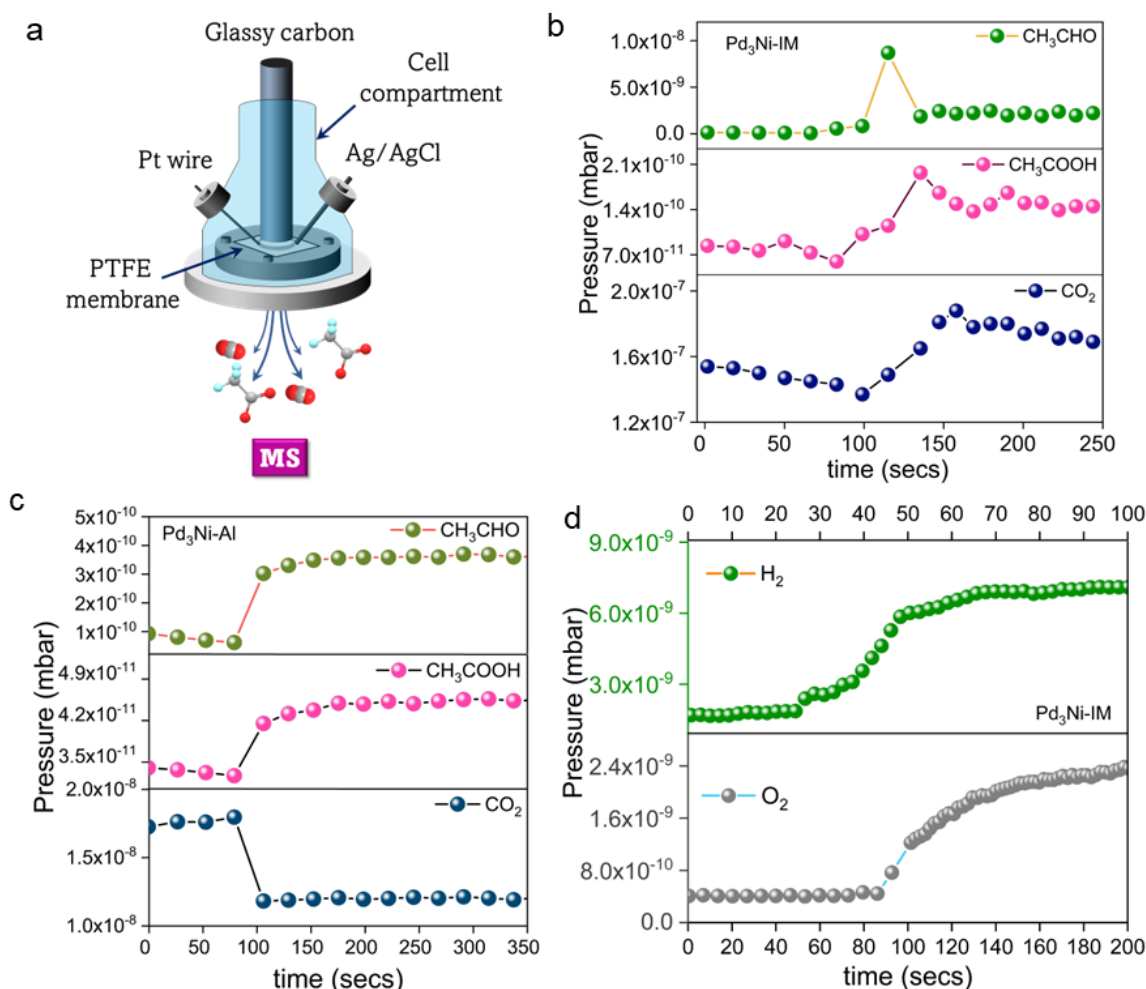 a
Glassy carbon
Cell
compartment
Pt wire
Ag/AgCl
PTFE
membrane
MS
b
Pd₃Ni-IM
CH₃CHO
1.0x10⁻⁸
5.0x10⁻⁹
0.0
CH₃COOH
2.1x10⁻¹⁰
1.4x10⁻¹⁰
7.0x10⁻¹¹
CO₂
2.0x10⁻⁷
1.6x10⁻⁷
1.2x10⁻⁷
Pressure (mbar)
0 50 100 150 200 250
time (secs)
c
Pd₃Ni-Al
CH₃CHO
5x10⁻¹⁰
4x10⁻¹⁰
3x10⁻¹⁰
2x10⁻¹⁰
1x10⁻¹⁰
CH₃COOH
4.9x10⁻¹¹
4.2x10⁻¹¹
3.5x10⁻¹¹
CO₂
2.0x10⁻⁸
1.5x10⁻⁸
1.0x10⁻⁸
Pressure (mbar)
0 50 100 150 200 250 300 350
time (secs)
d
0 10 20 30 40 50 60 70 80 90 100
H₂
9.0x10⁻⁹
6.0x10⁻⁹
3.0x10⁻⁹
Pd₃Ni-IM
O₂
2.4x10⁻⁹
1.6x10⁻⁹
8.0x10⁻¹⁰
0.0
Pressure (mbar)
0 20 40 60 80 100 120 140 160 180 200
time (secs)